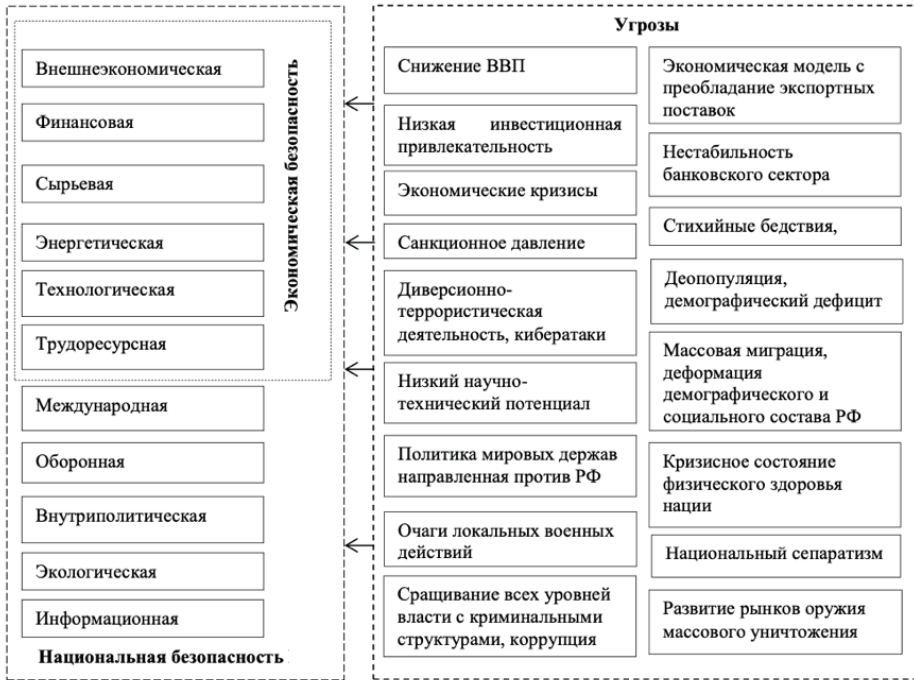 Внешнеэкономическая
Финансовая
Сырьевая
Энергетическая
Технологическая
Трудоресурсная
Экономическая безопасность
Международная
Оборонная
Внутриполитическая
Экологическая
Информационная
Национальная безопасность
Угрозы
Снижение ВВП
Низкая инвестиционная
привлекательность
Экономические кризисы
Санкционное давление
Диверсионно-
террористическая
деятельность, кибератаки
Низкий научно-
технический потенциал
Политика мировых держав
направленная против РФ
Очаги локальных военных
действий
Сращивание всех уровней
власти с криминальными
структурами, коррупция
Экономическая модель с
преобладание экспортных
поставок
Нестабильность
банковского сектора
Стихийные бедствия,
Деопопуляция,
демографический дефицит
Массовая миграция,
деформация
демографического и
социального состава РФ
Кризисное состояние
физического здоровья
нации
Национальный сепаратизм
Развитие рынков оружия
массового уничтожения